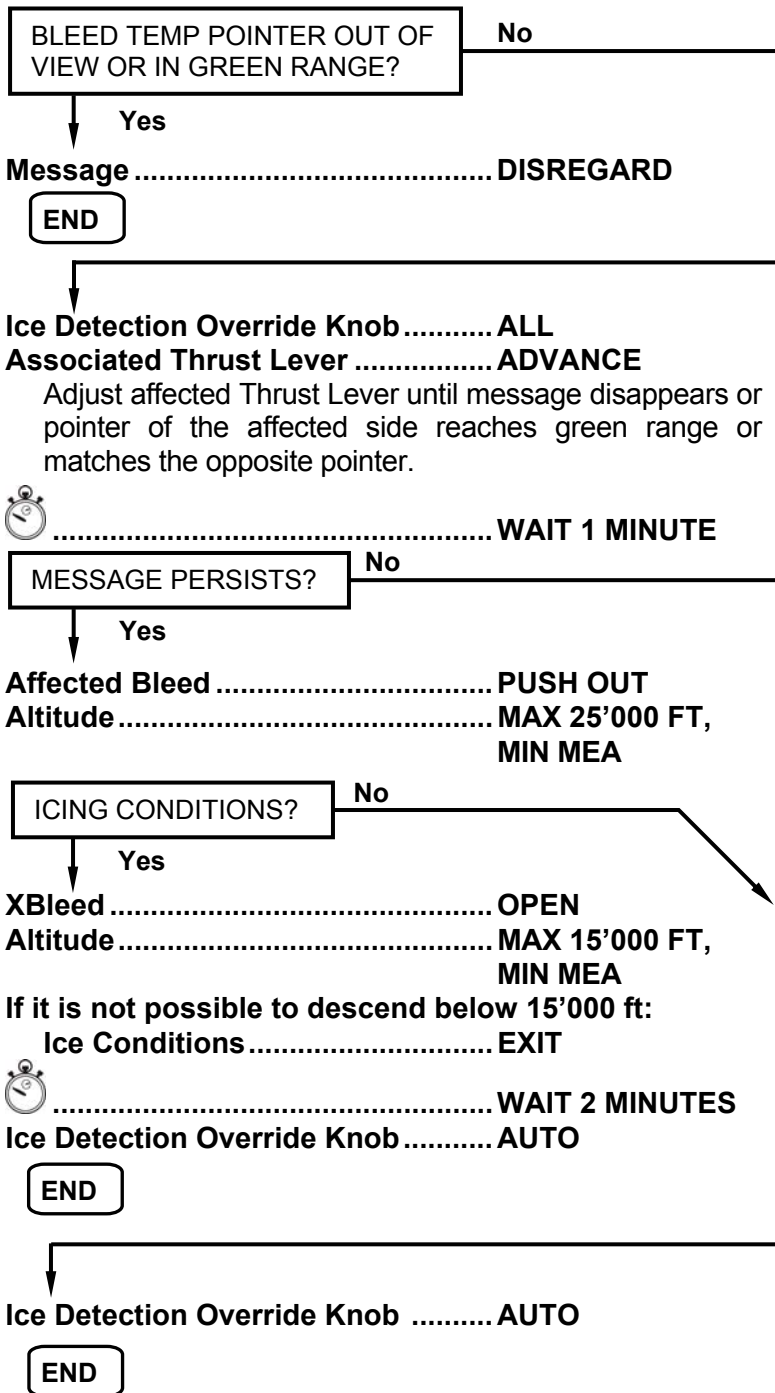 BLEED TEMP POINTER OUT OF
VIEW OR IN GREEN RANGE?
No
Yes
Message ............................................ DISREGARD
END
Ice Detection Override Knob ........... ALL
Associated Thrust Lever ................. ADVANCE
Adjust affected Thrust Lever until message disappears or
pointer of the affected side reaches green range or
matches the opposite pointer.
...................................................... WAIT 1 MINUTE
MESSAGE PERSISTS?
No
Yes
Affected Bleed .................................. PUSH OUT
Altitude .............................................. MAX 25’000 FT,
MIN MEA
ICING CONDITIONS?
No
Yes
XBleed ............................................... OPEN
Altitude .............................................. MAX 15’000 FT,
MIN MEA
If it is not possible to descend below 15’000 ft:
Ice Conditions .............................. EXIT
...................................................... WAIT 2 MINUTES
Ice Detection Override Knob ........... AUTO
END
Ice Detection Override Knob .......... AUTO
END